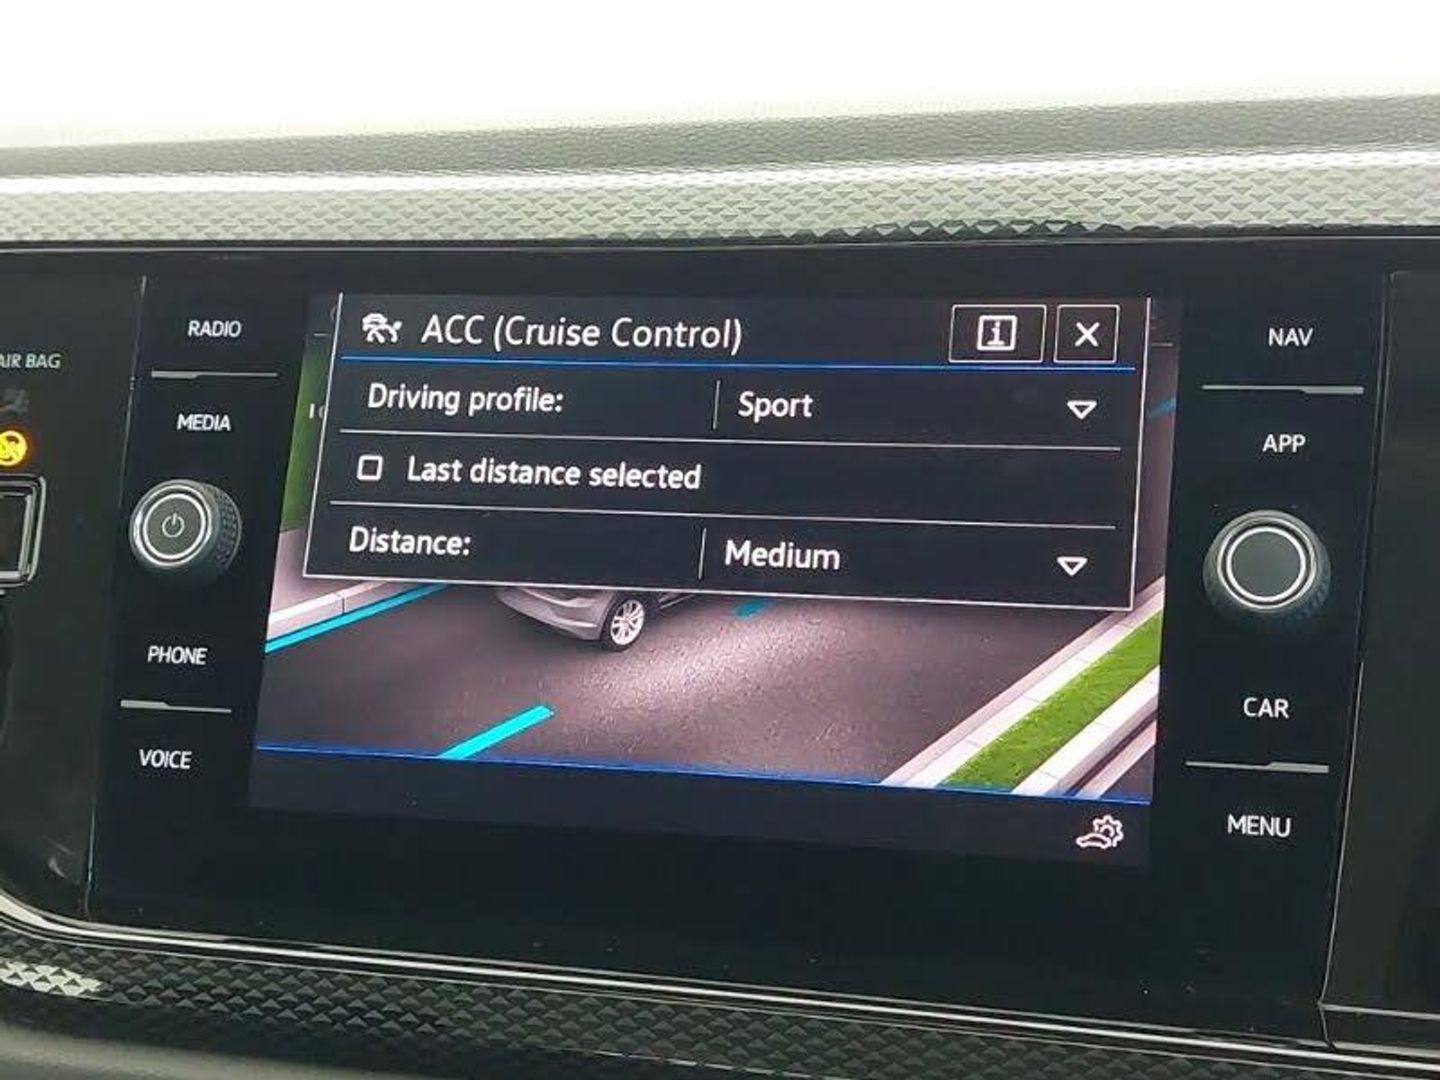 RADIO
AIR BAG
MEDIA
PHONE
VOICE
ACC (Cruise Control)
Driving profile:
Sport
Last distance selected
Distance:
Medium
NAV
APP
CAR
MENU